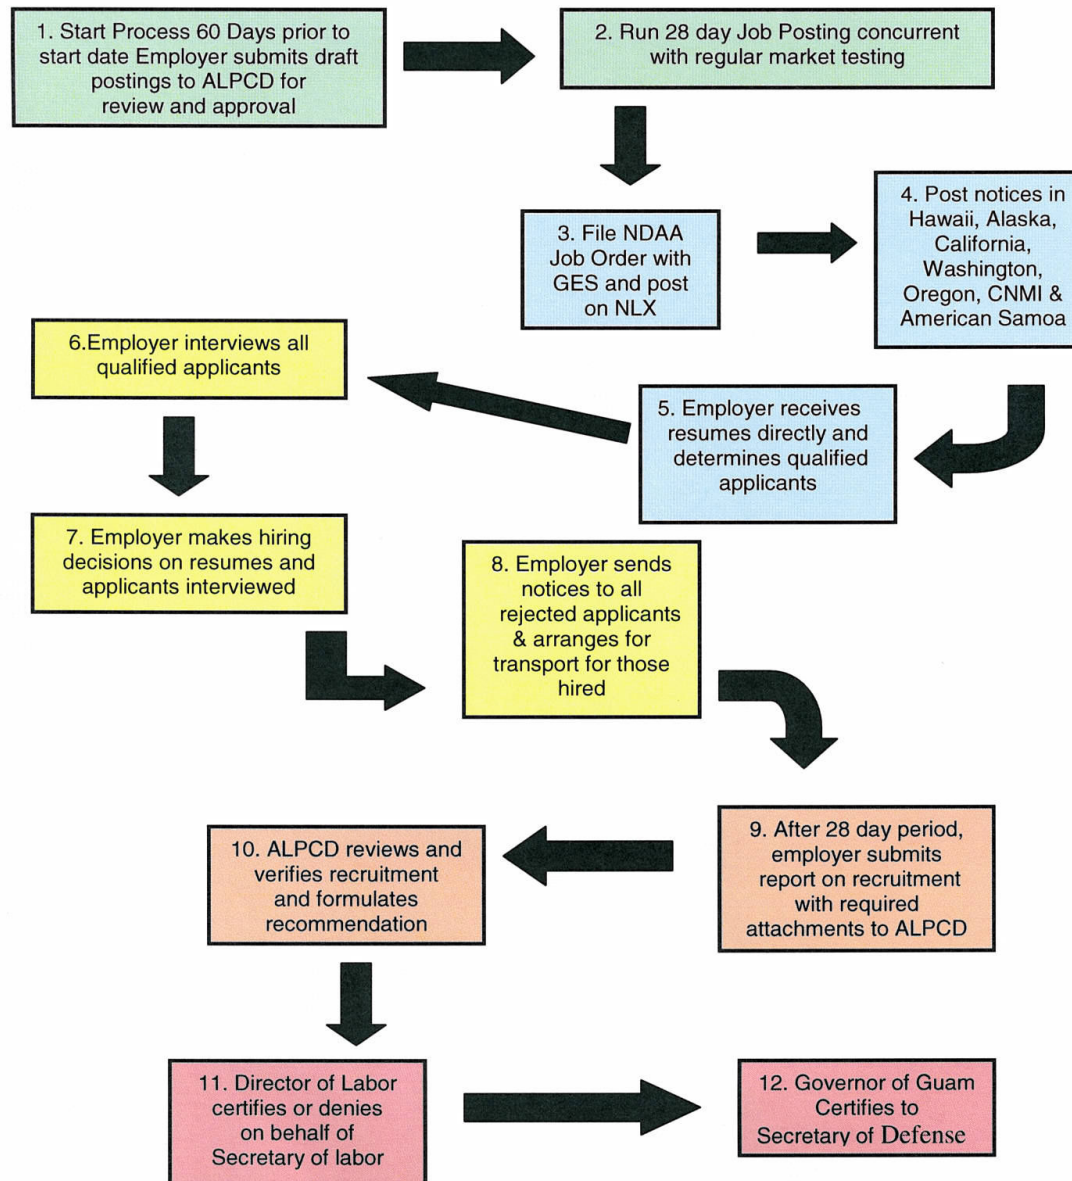 1. Start Process 60 Days prior to
start date Employer submits draft
postings to ALPCD for
review and approval
2. Run 28 day Job Posting concurrent
with regular market testing
3. File NDAA
Job Order with
GES and post
on NLX
4. Post notices in
Hawaii, Alaska,
California,
Washington,
Oregon, CNMI &
American Samoa
5. Employer receives
resumes directly and
determines qualified
applicants
6.Employer interviews all
qualified applicants
7. Employer makes hiring
decisions on resumes and
applicants interviewed
8. Employer sends
notices to all
rejected applicants
& arranges for
transport for those
hired
9. After 28 day period,
employer submits
report on recruitment
with required
attachments to ALPCD
10. ALPCD reviews and
verifies recruitment
and formulates
recommendation
11. Director of Labor
certifies or denies
on behalf of
Secretary of labor
12. Governor of Guam
Certifies to
Secretary of Defense